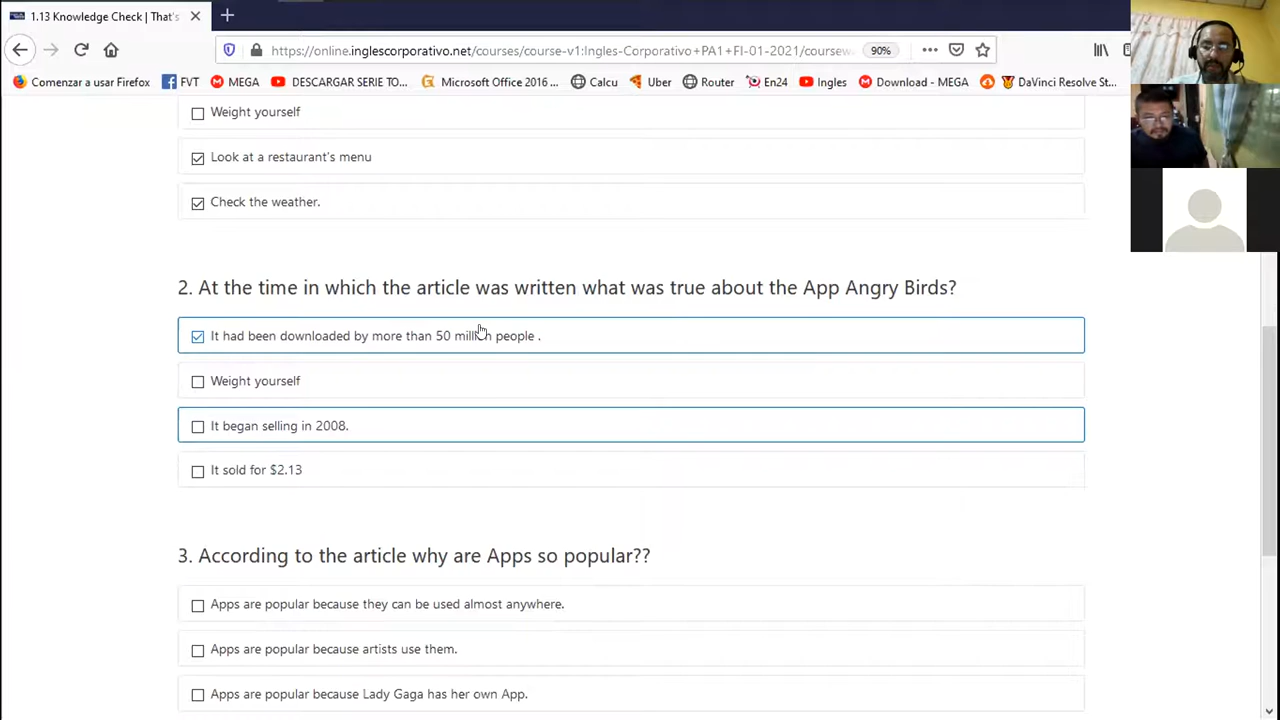 1.13 Knowledge Check | That's
https://online.inglescorporativo.net/courses/course-v1:Ingles-Corporativo+PA1+FI-01-2021/coursew
90%
Comenzar a usar Firefox
FVT
MEGA
DESCARGAR SERIE TO...
Microsoft Office 2016 ...
Calcu
Uber
Router
En24
Ingles
Download - MEGA
DaVinci Resolve St...
Weight yourself
Look at a restaurant's menu
Check the weather.
2. At the time in which the article was written what was true about the App Angry Birds?
It had been downloaded by more than 50 million people .
Weight yourself
It began selling in 2008.
It sold for $2.13
3. According to the article why are Apps so popular??
Apps are popular because they can be used almost anywhere.
Apps are popular because artists use them.
Apps are popular because Lady Gaga has her own App.